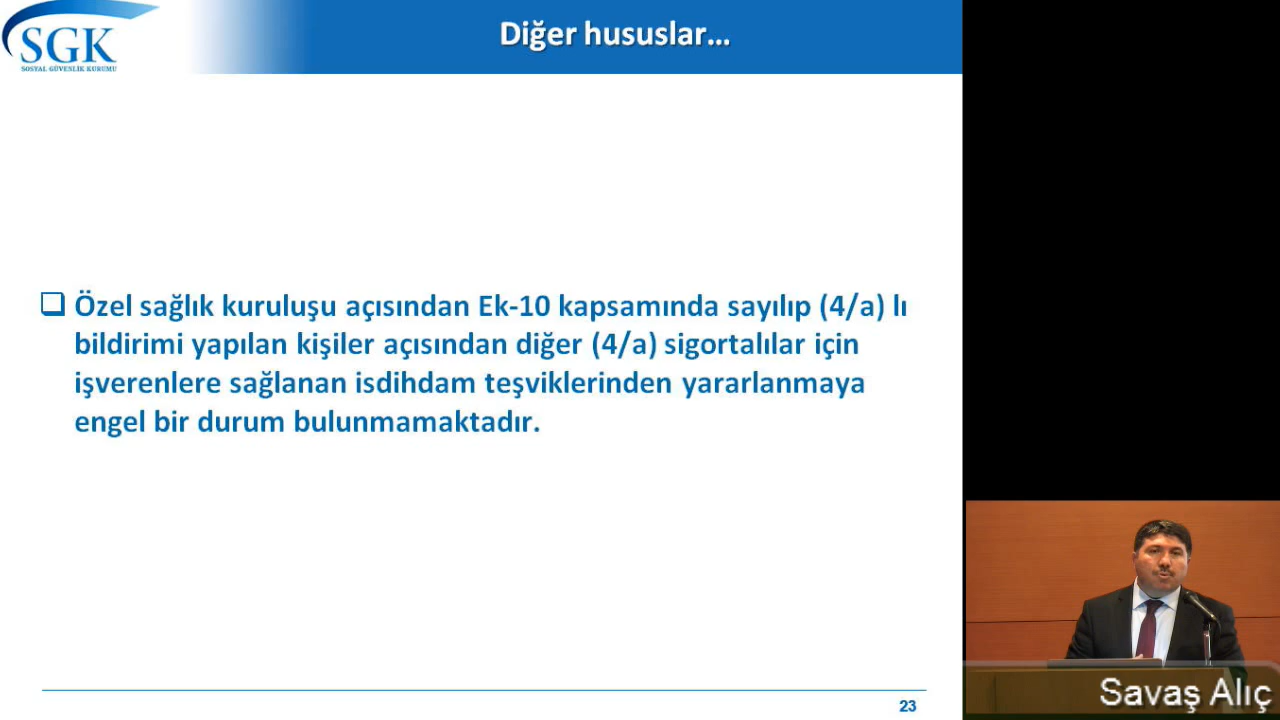 SGK
SOSYAL GÜVENLİK KURUMU
Diğer hususlar...
Özel sağlık kuruluşu açısından Ek-10 kapsamında sayılıp (4/a) lı
bildirimi yapılan kişiler açısından diğer (4/a) sigortalılar için
işverenlere sağlanan isdihdam teşviklerinden yararlanmaya
engel bir durum bulunmamaktadır.
23
Savaş Alıç